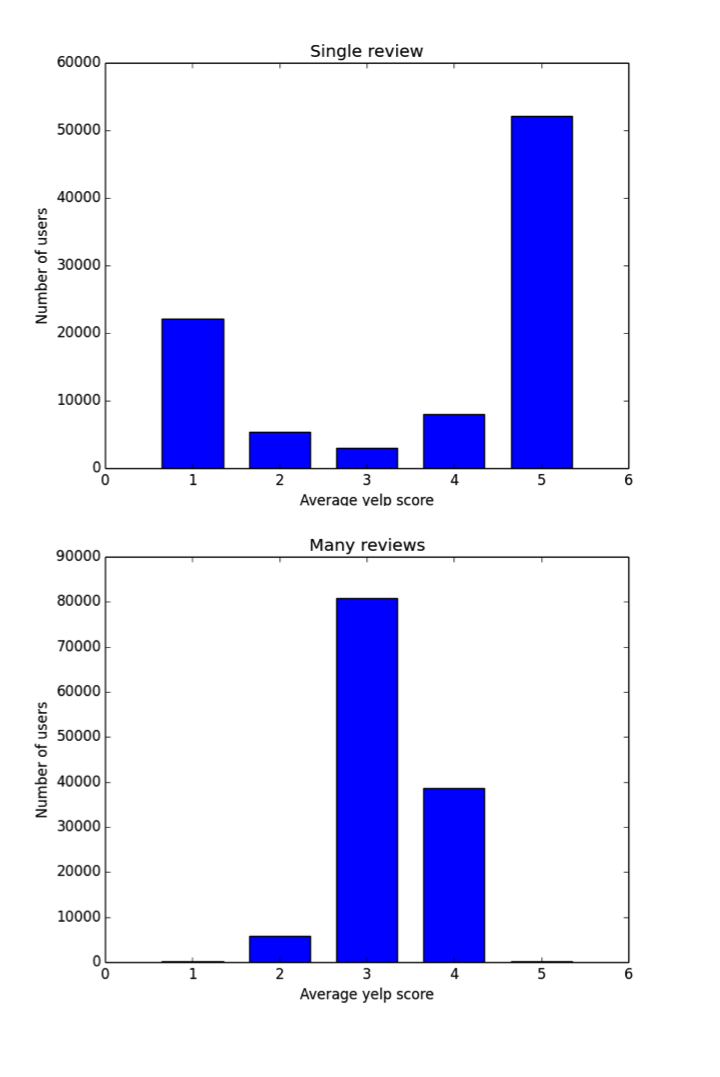 Single review
60000
50000
40000
30000
20000
10000
0
Number of users
0 1 2 3 4 5 6
Average yelp score
Many reviews
90000
80000
70000
60000
50000
40000
30000
20000
10000
0
Number of users
0 1 2 3 4 5 6
Average yelp score